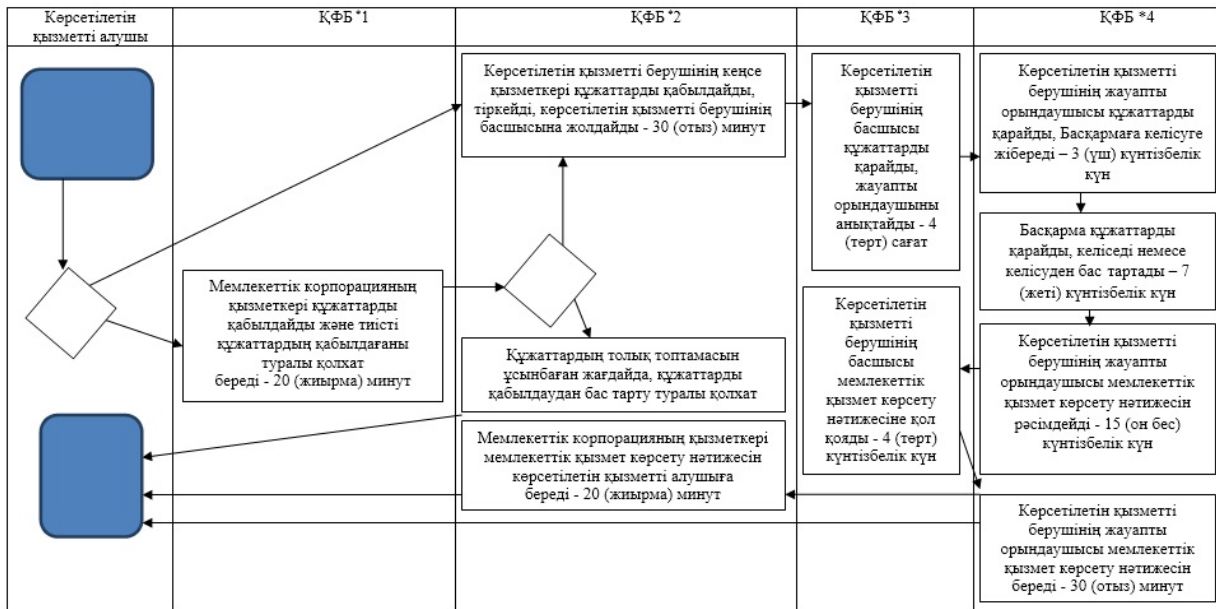 Көрсетілетін
қызметті алушы
ҚФБ *1
ҚФБ *2
ҚФБ *3
ҚФБ *4
Көрсетілетін қызметті берушінің кеңсе
қызметкері құжаттарды қабылдайды,
тіркейді, көрсетілетін қызметті берушінің
басшысына жолдайды - 30 (отыз) минут
Көрсетілетін
қызметті
берушінің
басшысы
құжаттарды
қарайды,
жауапты
орындаушыны
анықтайды - 4
(төрт) сағат
Көрсетілетін қызметті
берушінің жауапты
орындаушысы құжаттарды
қарайды, Басқармаға келісуге
жібереді – 3 (үш) күнтізбелік
күн
Басқарма құжаттарды
қарайды, келіседі немесе
келісуден бас тартады – 7
(жеті) күнтізбелік күн
Мемлекеттік корпорацияның
қызметкері құжаттарды
қабылдайды және тиісті
құжаттардың қабылдағаны
туралы қолхат
береді - 20 (жиырма) минут
Құжаттардың толық топтамасын
ұсынбаған жағдайда, құжаттарды
қабылдаудан бас тарту туралы қолхат
Көрсетілетін
қызметті
берушінің
басшысы
мемлекеттік
қызмет көрсету
нәтижесіне қол
қояды - 4 (төрт)
күнтізбелік күн
Көрсетілетін қызметті
берушінің жауапты
орындаушысы мемлекеттік
қызмет көрсету нәтижесін
рәсімдейді - 15 (он бес)
күнтізбелік күн
Мемлекеттік корпорацияның қызметкері
мемлекеттік қызмет көрсету нәтижесін
көрсетілетін қызметті алушыға
береді - 20 (жиырма) минут
Көрсетілетін қызметті
берушінің жауапты
орындаушысы мемлекеттік
қызмет көрсету нәтижесін
береді - 30 (отыз) минут